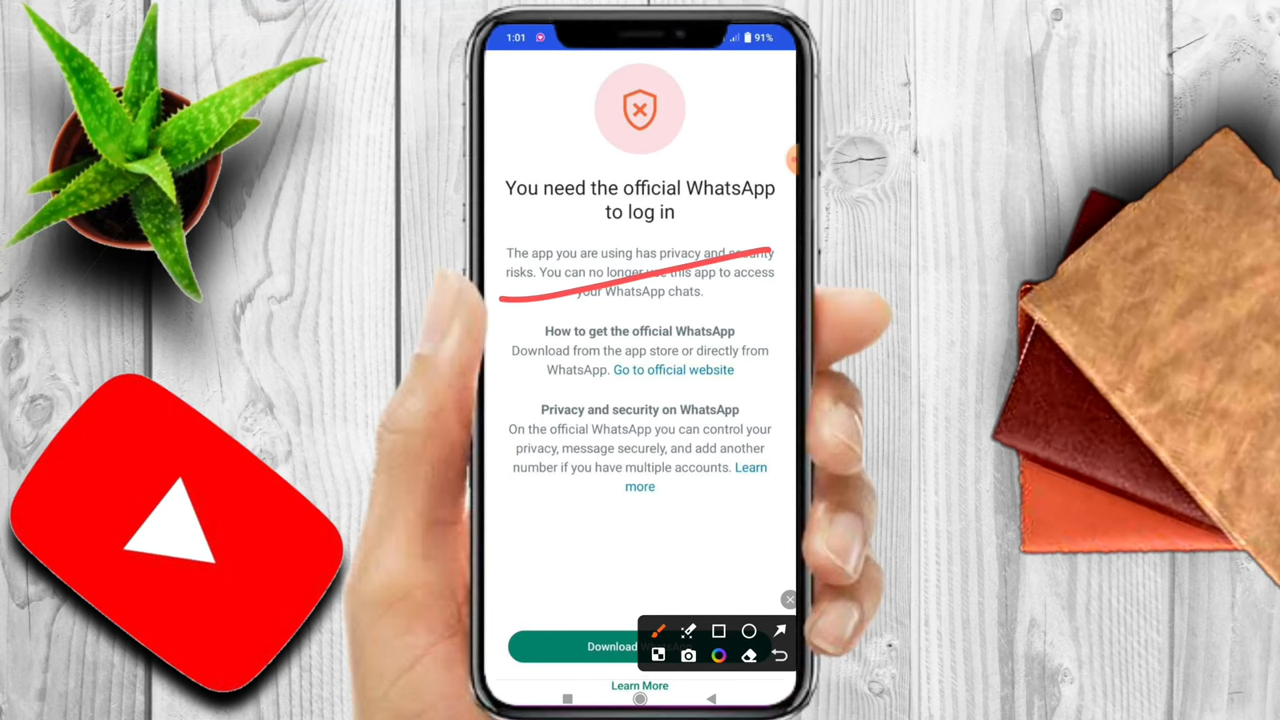 1:01
91%
You need the official WhatsApp
to log in
The app you are using has privacy and security
risks. You can no longer use this app to access
your WhatsApp chats.
How to get the official WhatsApp
Download from the app store or directly from
WhatsApp. Go to official website
Privacy and security on WhatsApp
On the official WhatsApp you can control your
privacy, message securely, and add another
number if you have multiple accounts. Learn
more
Download
Learn More